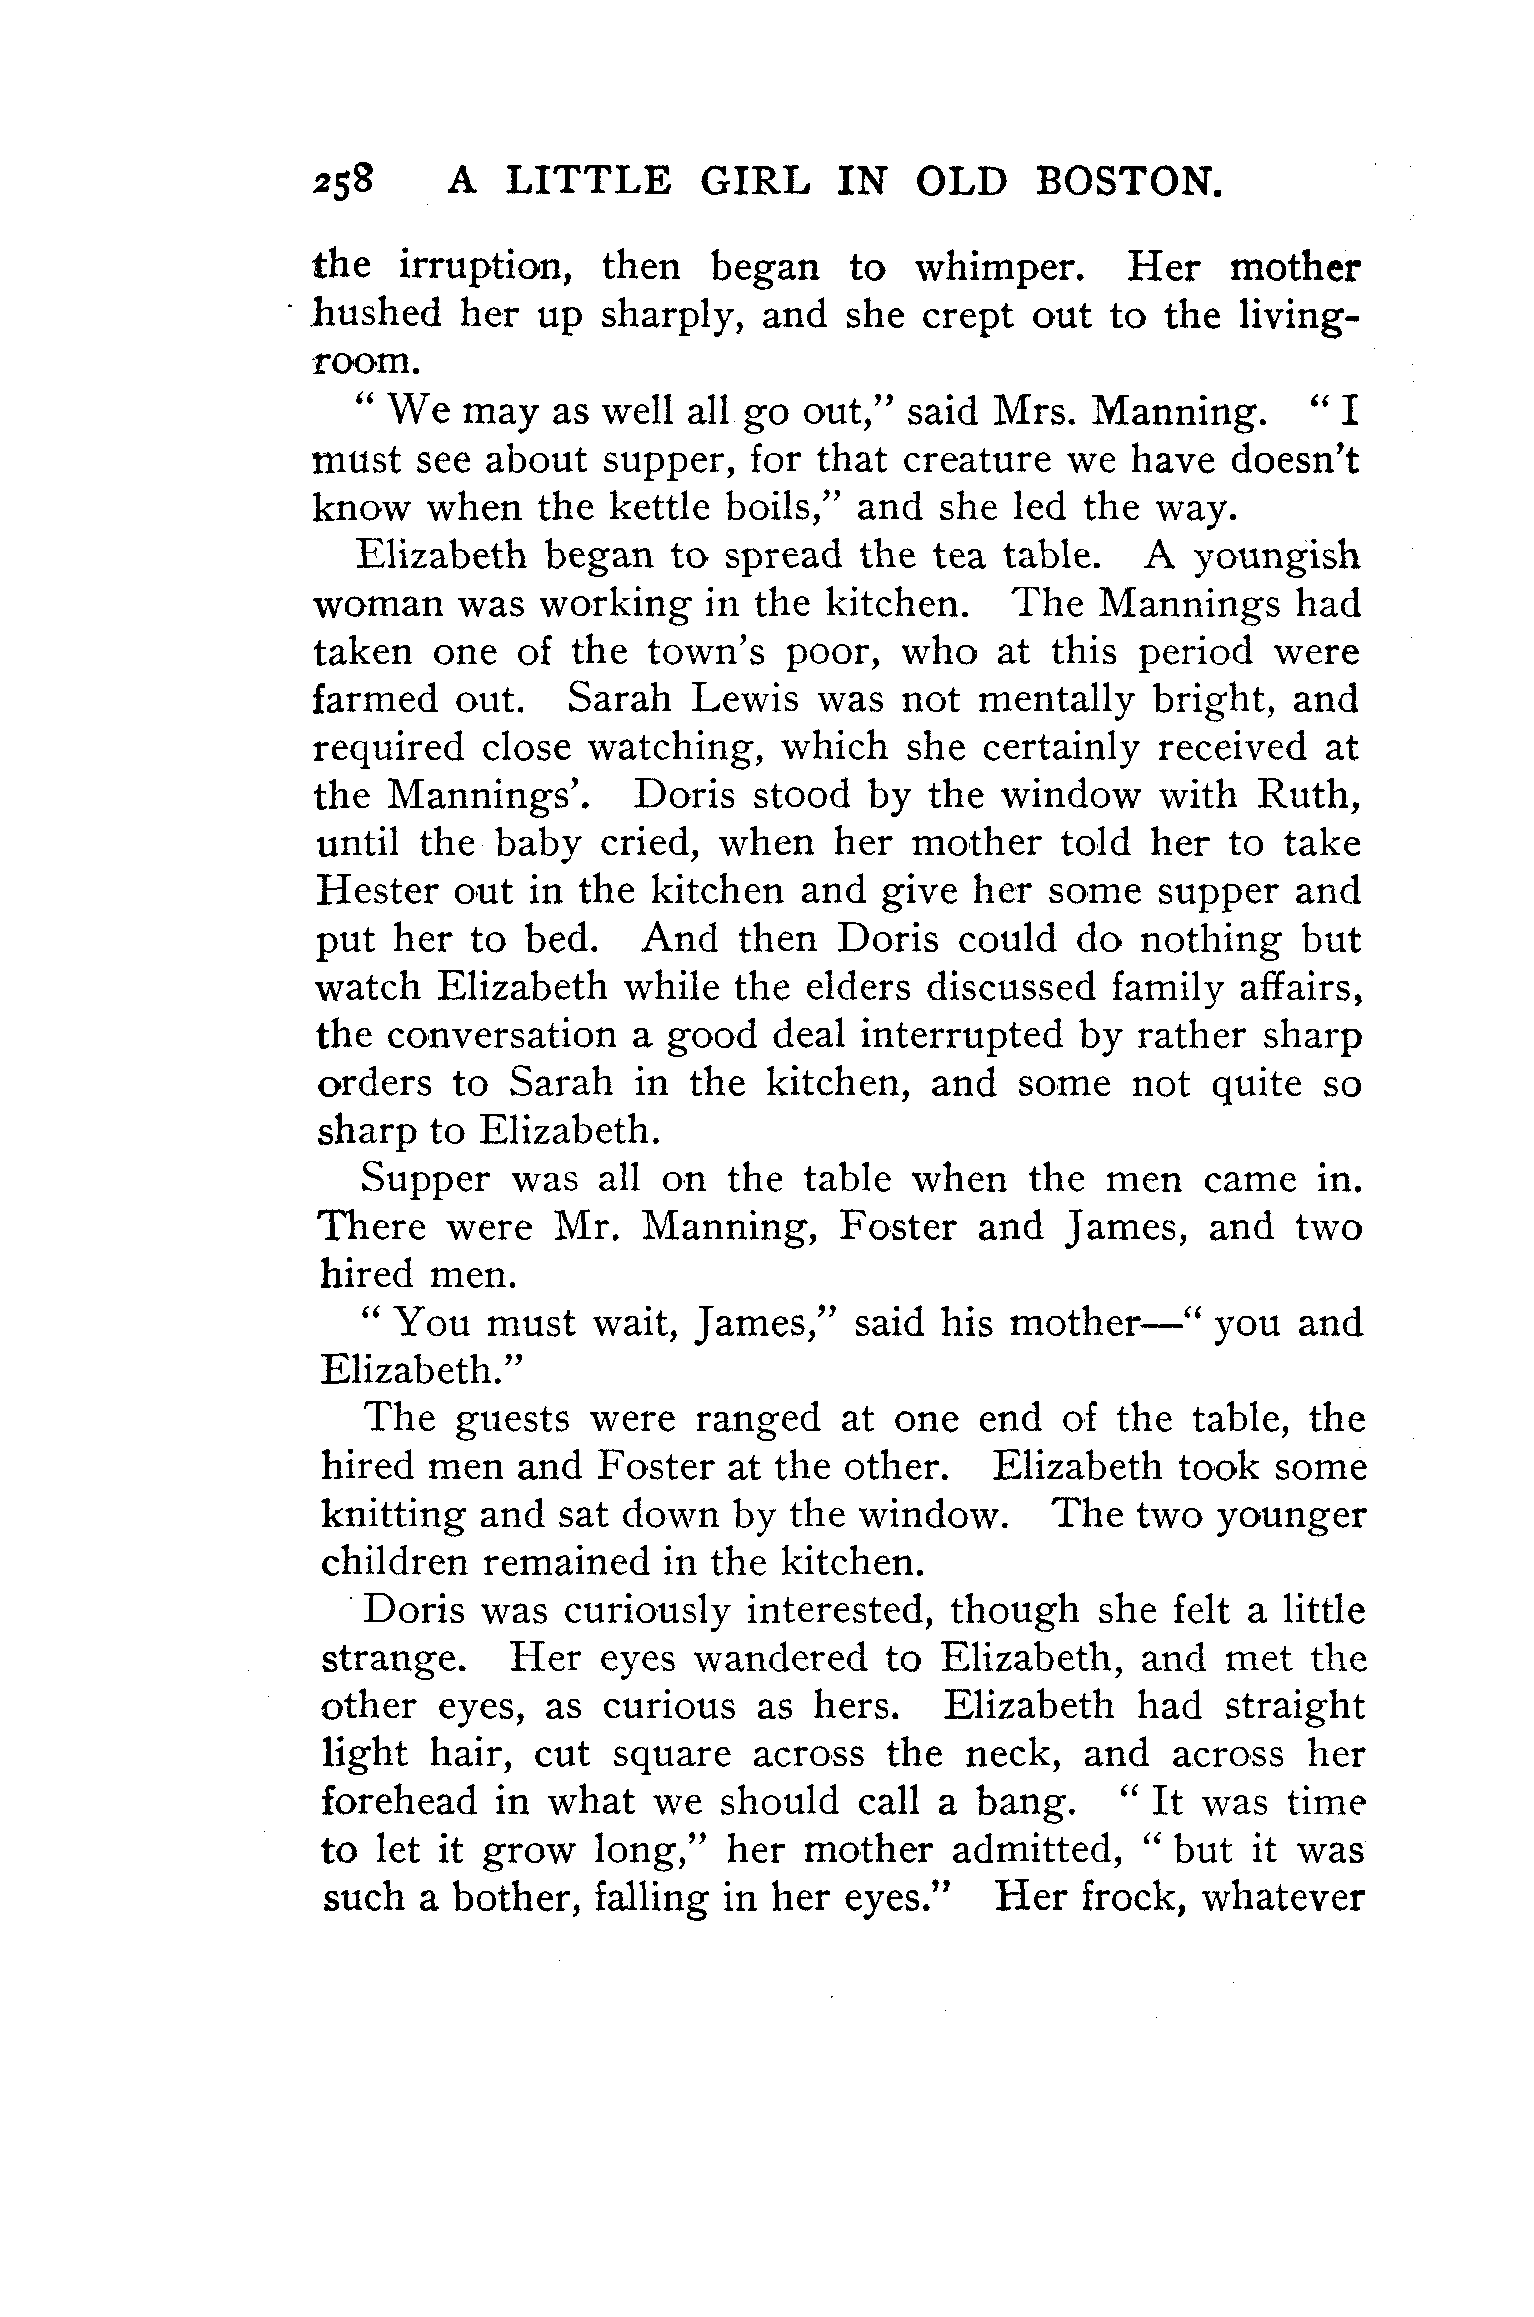 258 A LITTLE GIRL IN OLD BOSTON.
the irruption, then began to whimper. Her mother
hushed her up sharply, and she crept out to the living-
room.
“ We may as well all go out,” said Mrs. Manning. “ I
must see about supper, for that creature we have doesn’t
know when the kettle boils,” and she led the way.
Elizabeth began to spread the tea table. A youngish
woman was working in the kitchen. The Mannings had
taken one of the town’s poor, who at this period were
farmed out. Sarah Lewis was not mentally bright, and
required close watching, which she certainly received at
the Mannings’. Doris stood by the window with Ruth,
until the baby cried, when her mother told her to take
Hester out in the kitchen and give her some supper and
put her to bed. And then Doris could do nothing but
watch Elizabeth while the elders discussed family affairs,
the conversation a good deal interrupted by rather sharp
orders to Sarah in the kitchen, and some not quite so
sharp to Elizabeth.
Supper was all on the table when the men came in.
There were Mr. Manning, Foster and James, and two
hired men.
“ You must wait, James,” said his mother—“ you and
Elizabeth.”
The guests were ranged at one end of the table, the
hired men and Foster at the other. Elizabeth took some
knitting and sat down by the window. The two younger
children remained in the kitchen.
Doris was curiously interested, though she felt a little
strange. Her eyes wandered to Elizabeth, and met the
other eyes, as curious as hers. Elizabeth had straight
light hair, cut square across the neck, and across her
forehead in what we should call a bang. “ It was time
to let it grow long,” her mother admitted, “ but it was
such a bother, falling in her eyes.” Her frock, whatever